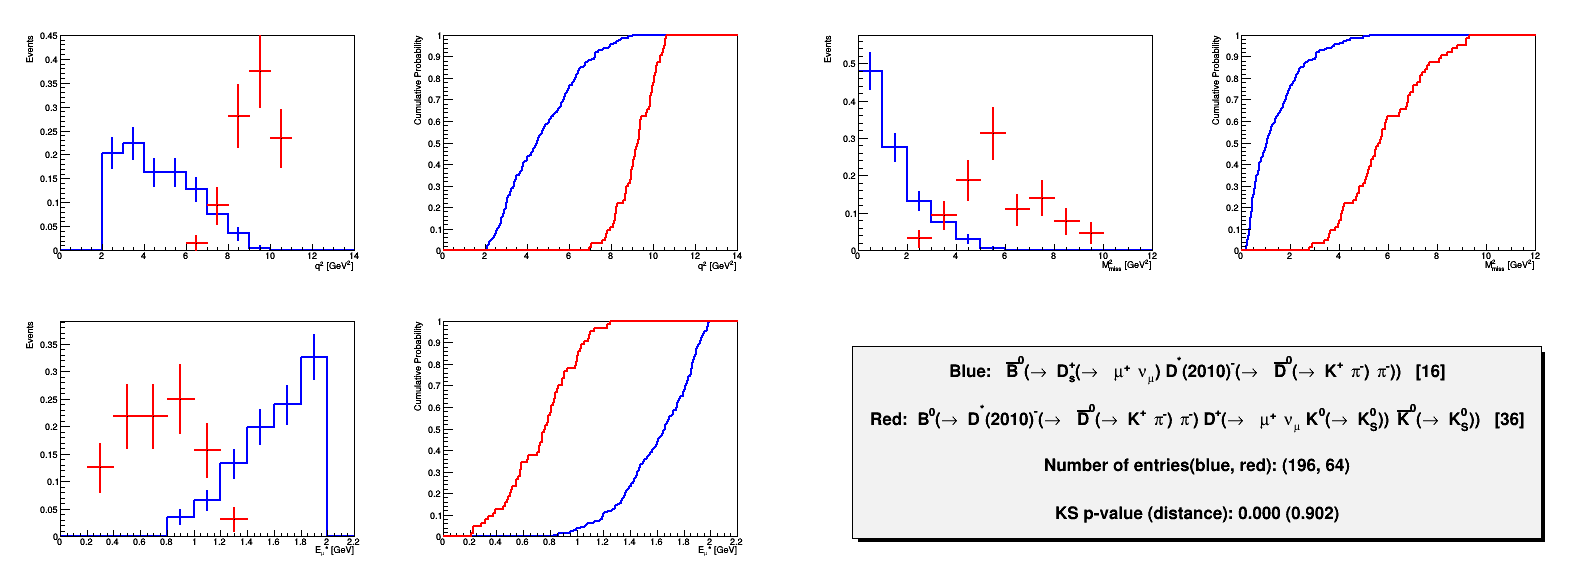 Events
0.45
0.4
0.35
0.3
0.25
0.2
0.15
0.1
0.05
0
0 2 4 6 8 10 12 14
q² [GeV²]
Cumulative Probability
1
0.9
0.8
0.7
0.6
0.5
0.4
0.3
0.2
0.1
0
0 2 4 6 8 10 12 14
q² [GeV²]
Events
0.5
0.4
0.3
0.2
0.1
0
0 2 4 6 8 10 12
M²miss [GeV²]
Cumulative Probability
1
0.9
0.8
0.7
0.6
0.5
0.4
0.3
0.2
0.1
0
0 2 4 6 8 10 12
M²miss [GeV²]
Events
0.35
0.3
0.25
0.2
0.15
0.1
0.05
0
0 0.2 0.4 0.6 0.8 1 1.2 1.4 1.6 1.8 2 2.2
Eμ* [GeV]
Cumulative Probability
1
0.9
0.8
0.7
0.6
0.5
0.4
0.3
0.2
0.1
0
0 0.2 0.4 0.6 0.8 1 1.2 1.4 1.6 1.8 2 2.2
Eμ* [GeV]
Blue: B̅⁰(→ Dₛ⁺(→ μ⁺ νμ) D*(2010)⁻(→ D̅⁰(→ K⁺ π⁻) π⁻)) [16]
Red: B⁰(→ D*(2010)⁻(→ D̅⁰(→ K⁺ π⁻) π⁻) D⁺(→ μ⁺ νμ K⁰(→ K⁰S)) K̅⁰(→ K⁰S)) [36]
Number of entries(blue, red): (196, 64)
KS p-value (distance): 0.000 (0.902)